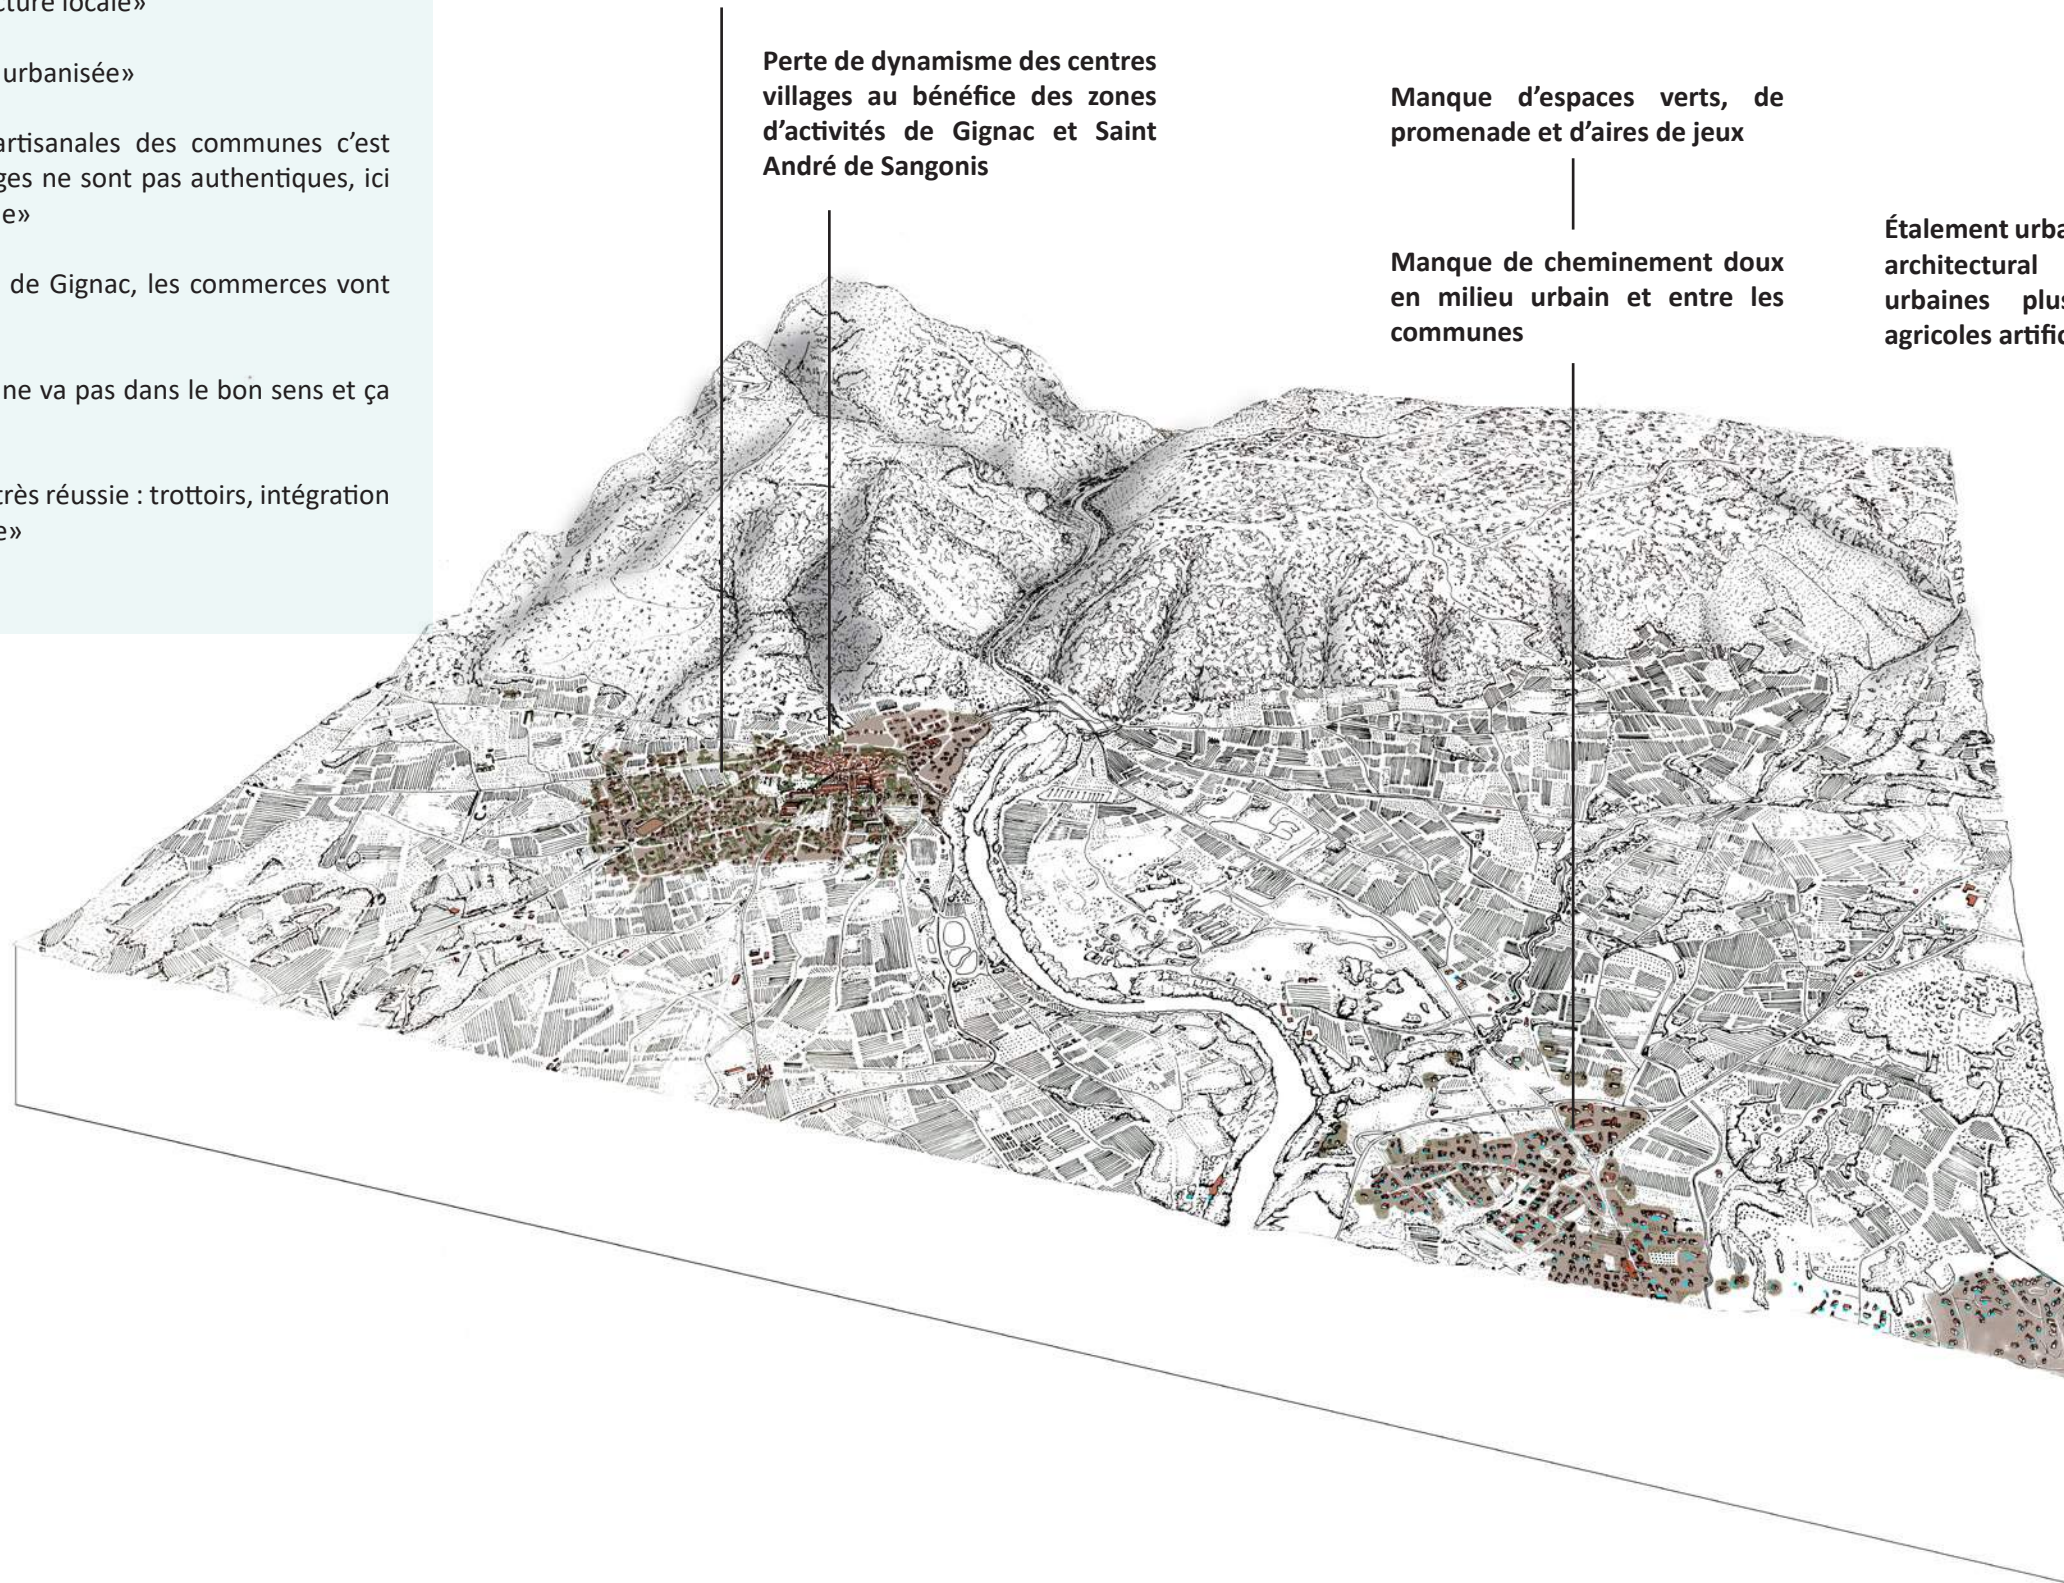 cture locale»
urbanisée»
artisanales des communes c'est
ges ne sont pas authentiques, ici
e»
de Gignac, les commerces vont
ne va pas dans le bon sens et ça
très réussie : trottoirs, intégration
e»
Perte de dynamisme des centres
villages au bénéfice des zones
d'activités de Gignac et Saint
André de Sangonis
Manque d'espaces verts, de
promenade et d'aires de jeux
Manque de cheminement doux
en milieu urbain et entre les
communes
Étalement urba
architectural
urbaines plus
agricoles artific